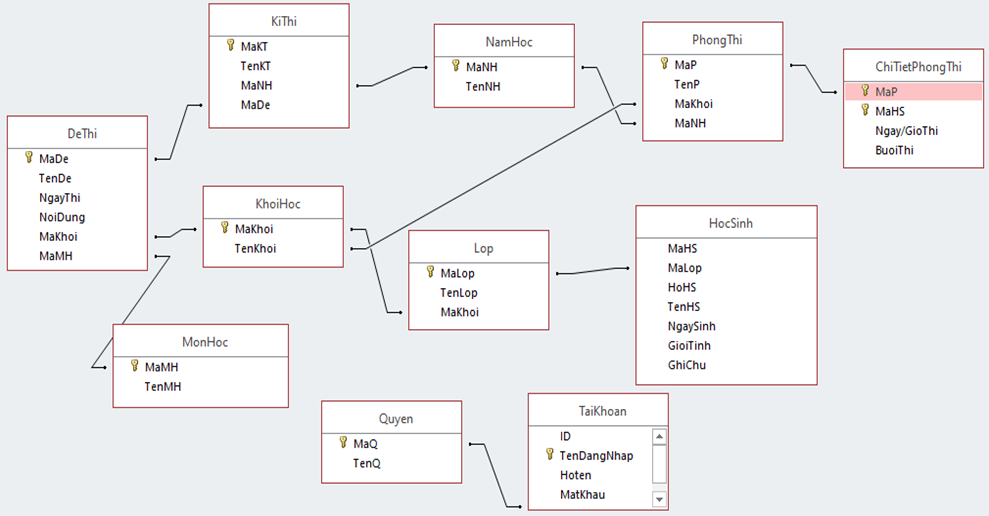 KiThi
MaKT
TenKT
MaNH
MaDe
NamHoc
MaNH
TenNH
PhongThi
MaP
TenP
MaKhoi
MaNH
ChiTietPhongThi
MaP
MaHS
Ngay/GioThi
BuoiThi
DeThi
MaDe
TenDe
NgayThi
NoiDung
MaKhoi
MaMH
KhoiHoc
MaKhoi
TenKhoi
Lop
MaLop
TenLop
MaKhoi
HocSinh
MaHS
MaLop
HoHS
TenHS
NgaySinh
GioiTinh
GhiChu
MonHoc
MaMH
TenMH
Quyen
MaQ
TenQ
TaiKhoan
ID
TenDangNhap
Hoten
MatKhau